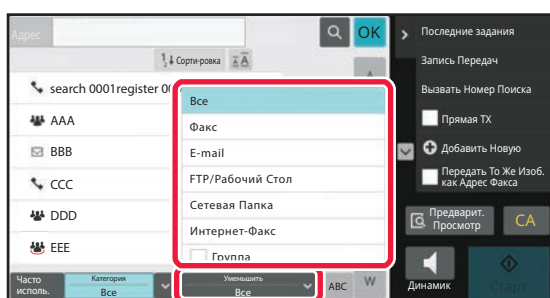 Адрес
OK
1 Сорти-ровка
search 0001register 00
AAA
BBB
CCC
DDD
EEE
Все
Факс
E-mail
FTP/Рабочий Стол
Сетевая Папка
Интернет-Факс
Группа
Часто исполь.
Категория
Все
Уменьшить
Все
ABC
W
Последние задания
Запись Передач
Вызвать Номер Поиска
Прямая TX
Добавить Новую
Передать То Же Изоб.
как Адрес Факса
Предварит.
Просмотр
CA
Динамик
Старт